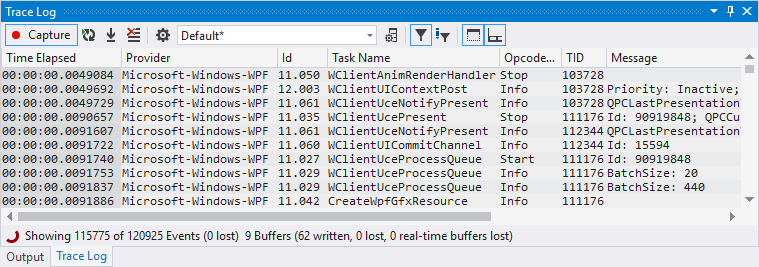 Trace Log
Capture Default*
Time Elapsed Provider Id Task Name Opcode... TID Message
00:00:00.0049084 Microsoft-Windows-WPF 11.050 WClientAnimRenderHandler Stop 103728
00:00:00.0049692 Microsoft-Windows-WPF 12.003 WClientUIContextPost Info 103728 Priority: Inactive;
00:00:00.0049729 Microsoft-Windows-WPF 11.061 WClientUceNotifyPresent Info 103728 QPCLastPresentation
00:00:00.0090657 Microsoft-Windows-WPF 11.035 WClientUcePresent Stop 111176 Id: 90919848; QPCCu
00:00:00.0091607 Microsoft-Windows-WPF 11.061 WClientUceNotifyPresent Info 112344 QPCLastPresentation
00:00:00.0091722 Microsoft-Windows-WPF 11.060 WClientUICommitChannel Info 112344 Id: 15594
00:00:00.0091740 Microsoft-Windows-WPF 11.027 WClientUceProcessQueue Start 111176 Id: 90919848
00:00:00.0091753 Microsoft-Windows-WPF 11.029 WClientUceProcessQueue Info 111176 BatchSize: 20
00:00:00.0091837 Microsoft-Windows-WPF 11.029 WClientUceProcessQueue Info 111176 BatchSize: 440
00:00:00.0091886 Microsoft-Windows-WPF 11.042 CreateWpfGfxResource Info 111176
Showing 115775 of 120925 Events (0 lost) 9 Buffers (62 written, 0 lost, 0 real-time buffers lost)
Output Trace Log